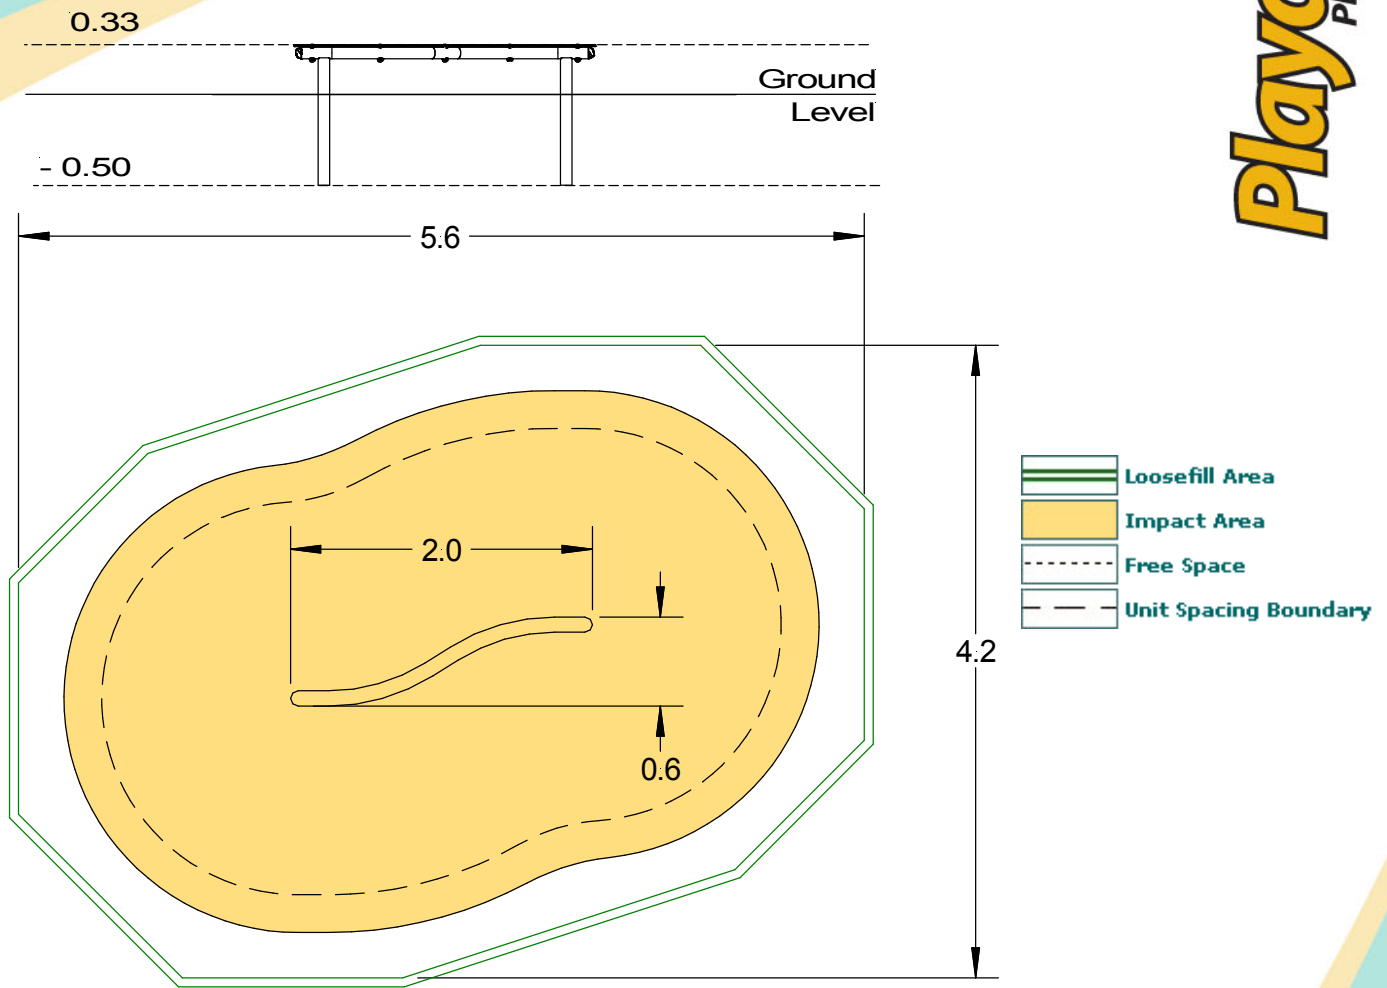 0.33
Ground
Level
- 0.50
5.6
2.0
0.6
4.2
Loosefill Area
Impact Area
Free Space
Unit Spacing Boundary